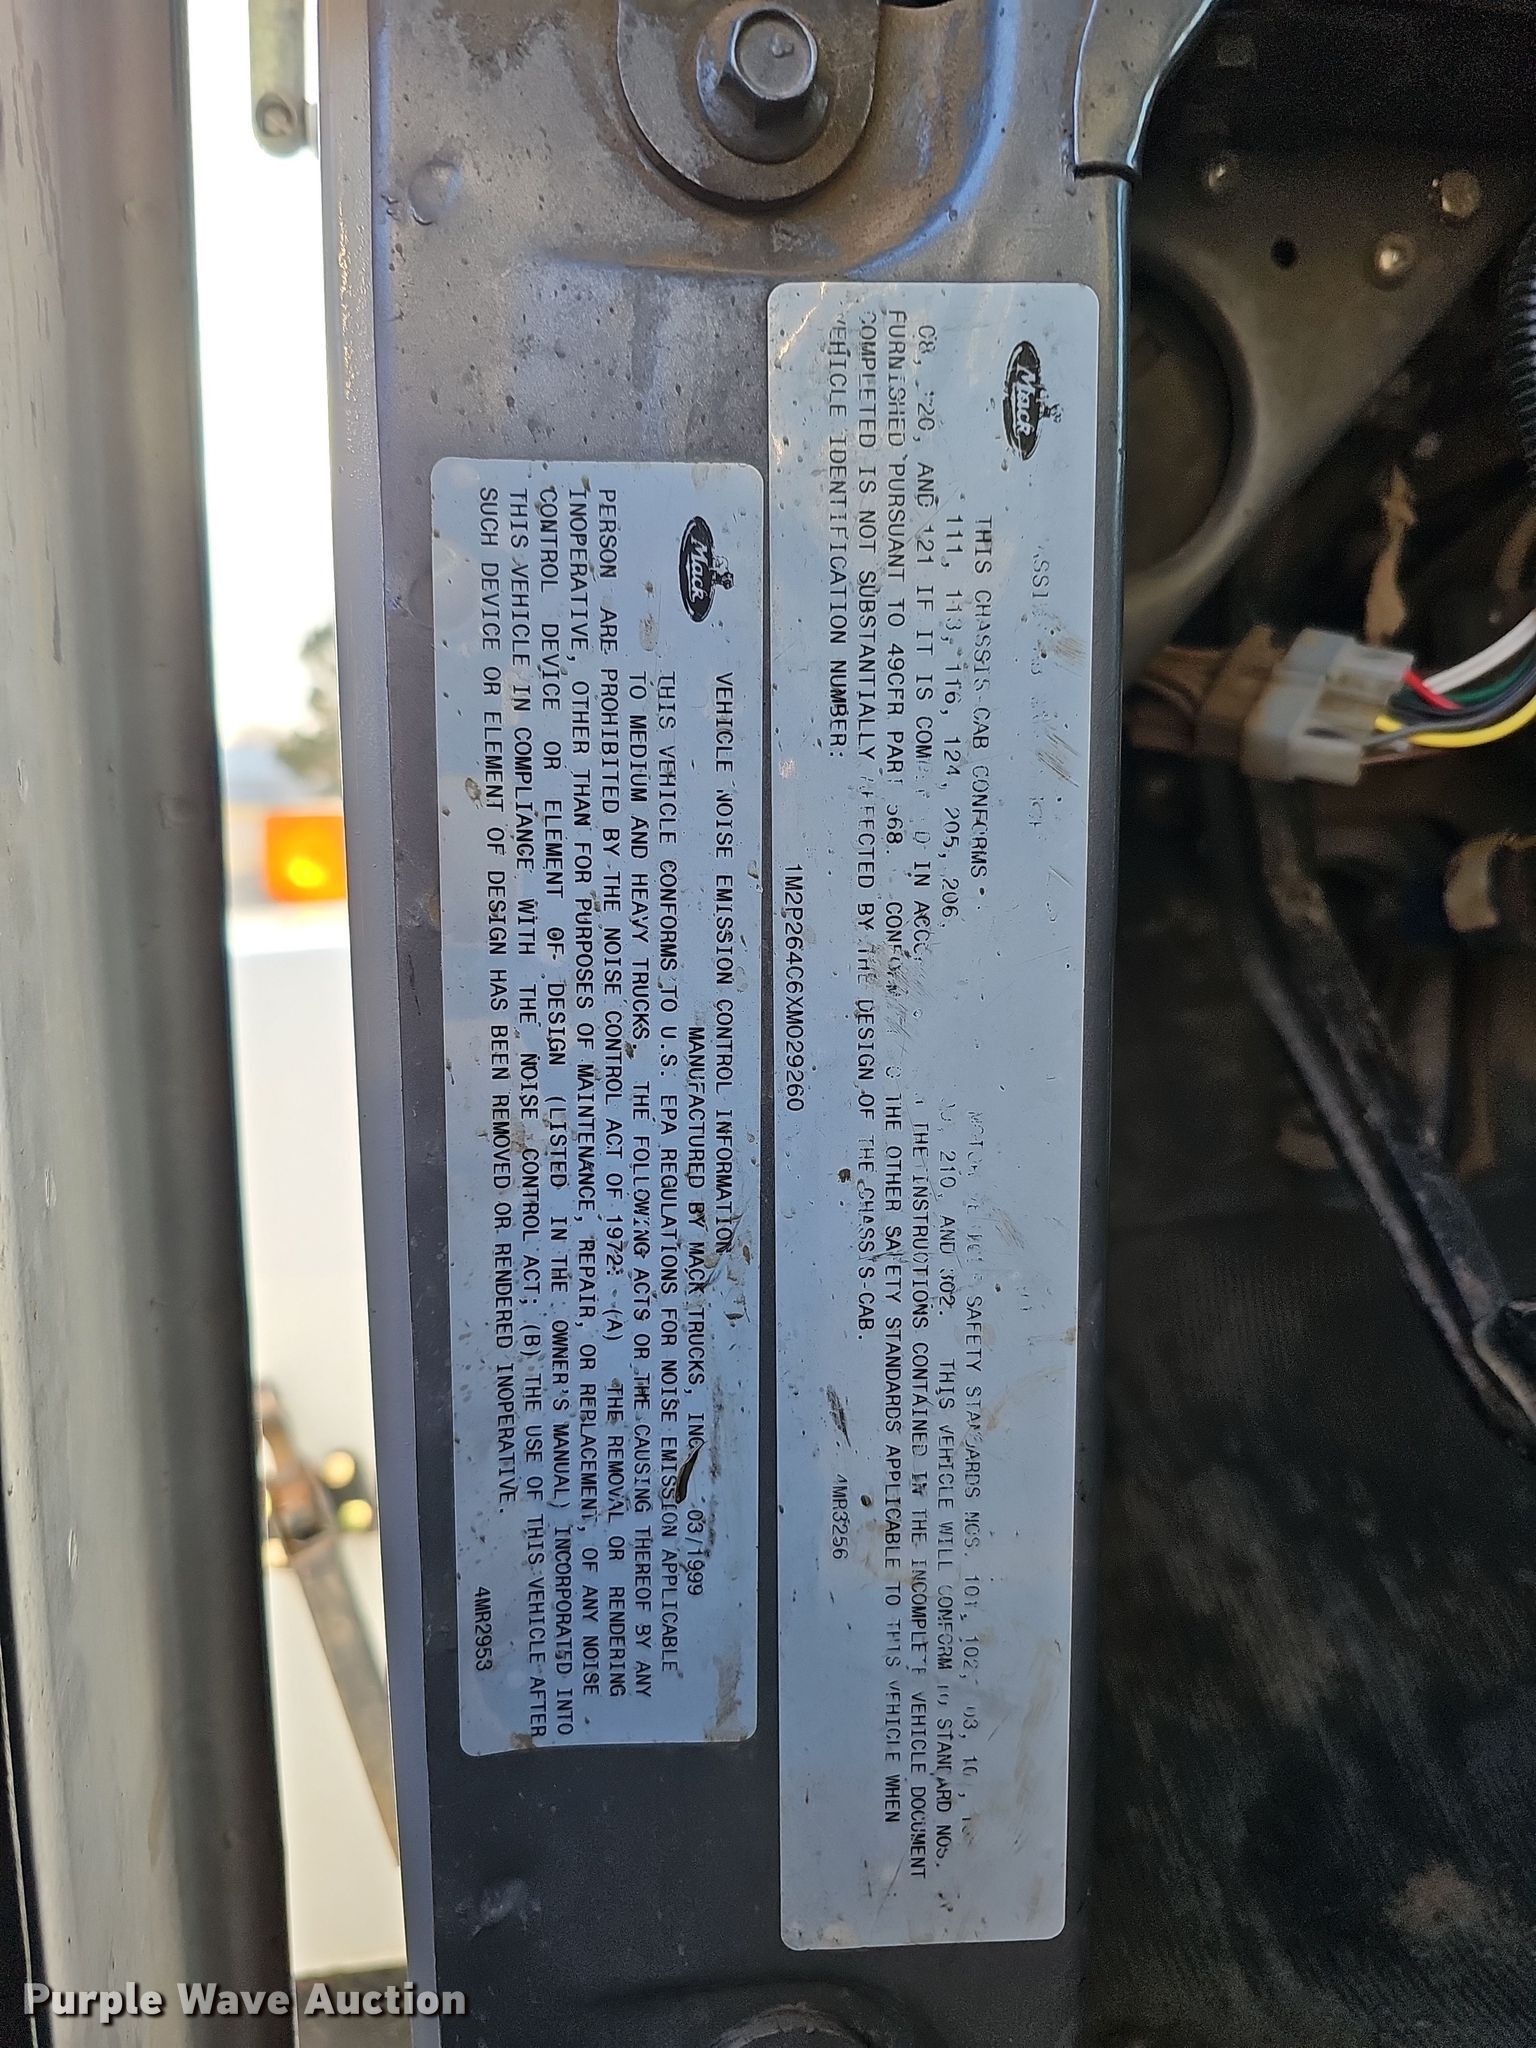 Mack
THIS CHASSIS-CAB CONFORMS
SAFETY STANDARDS NOS. 101, 102,
111, 113, 116, 124, 205, 206,
210, AND 302. THIS VEHICLE WILL CONFORM TO STANDARD NOS.
AND 121 IF IT IS IN THE INSTRUCTIONS CONTAINED IN THE INCOMPLETE VEHICLE DOCUMENT
FURNISHED PURSUANT TO 49CFR PART 568. THE OTHER SAFETY STANDARDS APPLICABLE TO THIS VEHICLE WHEN
COMPLETED IS NOT SUBSTANTIALLY AFFECTED BY THE DESIGN OF THE CHASSIS-CAB.
VEHICLE IDENTIFICATION NUMBER: 4MR3256
1M2P264C6XM029260
Mack
VEHICLE NOISE EMISSION CONTROL INFORMATION
MANUFACTURED BY MACK TRUCKS, INC. 03/1999
THIS VEHICLE CONFORMS TO U.S. EPA REGULATIONS FOR NOISE EMISSION APPLICABLE
TO MEDIUM AND HEAVY TRUCKS. THE FOLLOWING ACTS OR THE CAUSING THEREOF BY ANY
PERSON ARE PROHIBITED BY THE NOISE CONTROL ACT OF 1972: (A) THE REMOVAL OR RENDERING
INOPERATIVE, OTHER THAN FOR PURPOSES OF MAINTENANCE, REPAIR, OR REPLACEMENT, OF ANY NOISE
CONTROL DEVICE OR ELEMENT OF DESIGN (LISTED IN THE OWNER'S MANUAL) INCORPORATED INTO
THIS VEHICLE IN COMPLIANCE WITH THE NOISE CONTROL ACT; (B) THE USE OF THIS VEHICLE AFTER
SUCH DEVICE OR ELEMENT OF DESIGN HAS BEEN REMOVED OR RENDERED INOPERATIVE.
4MR2953
Purple Wave Auction